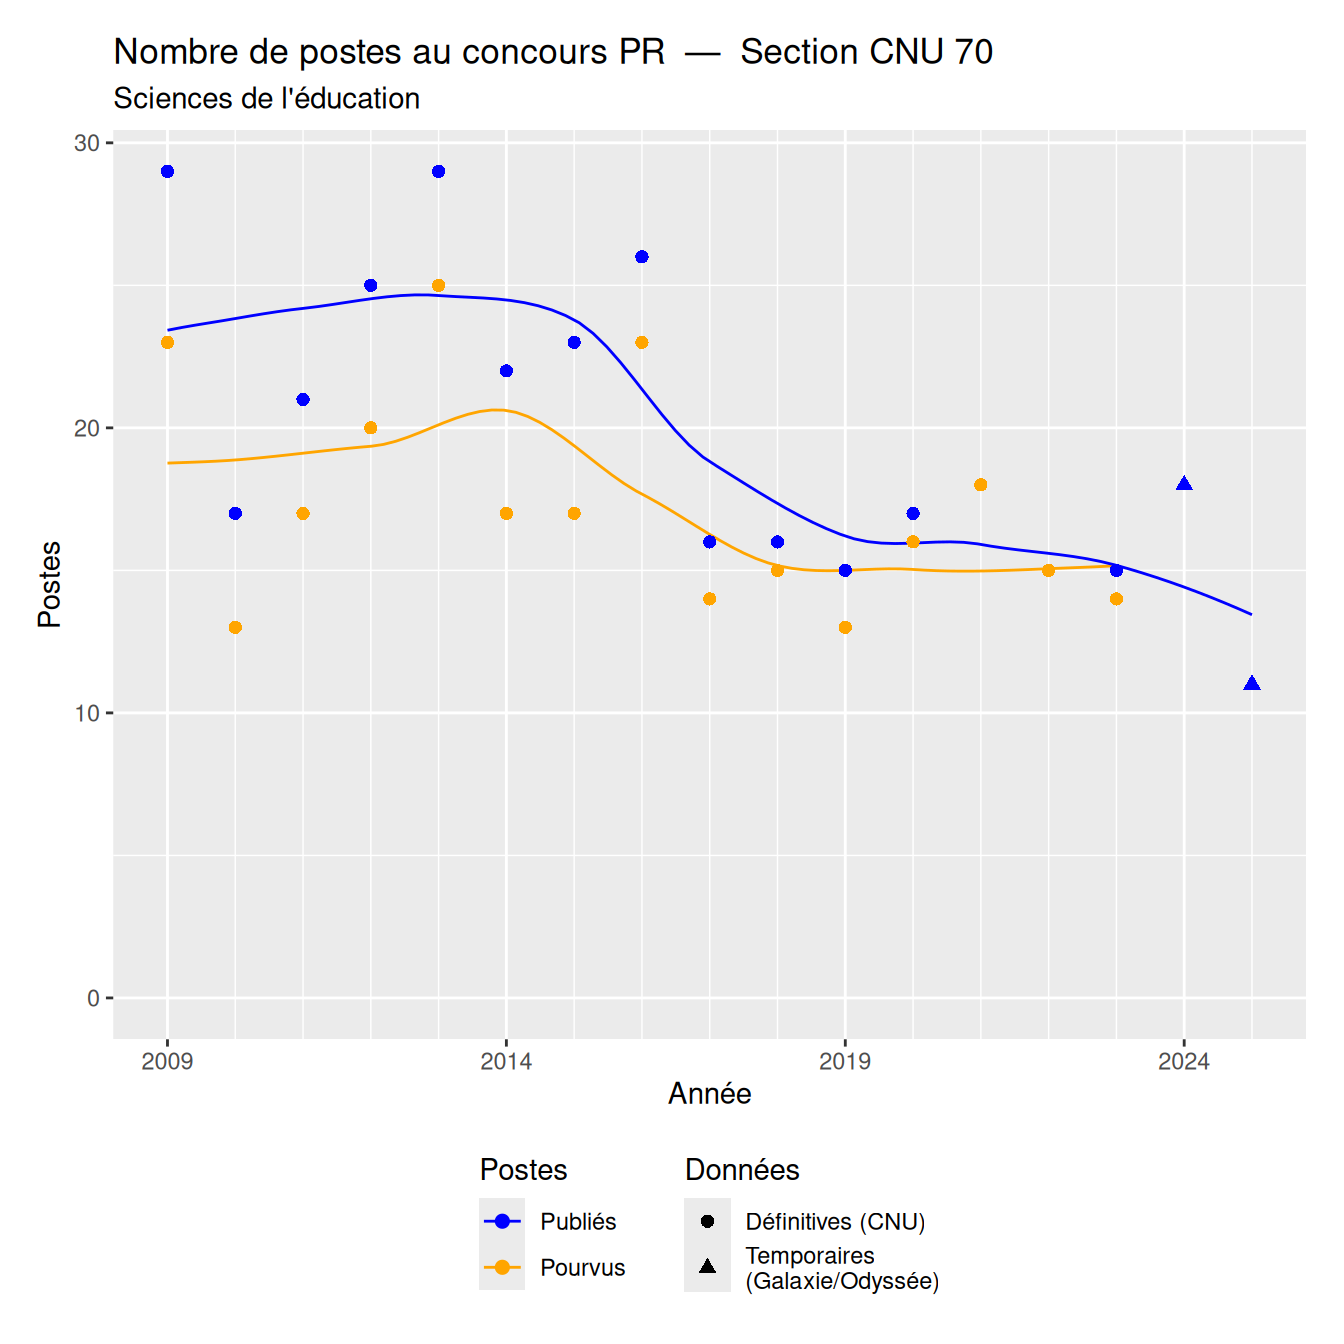 Nombre de postes au concours PR — Section CNU 70
Sciences de l'éducation
30
20
10
0
Postes
2009
2014
2019
2024
Année
Postes
Publiés
Pourvus
Données
Définitives (CNU)
Temporaires
(Galaxie/Odyssée)